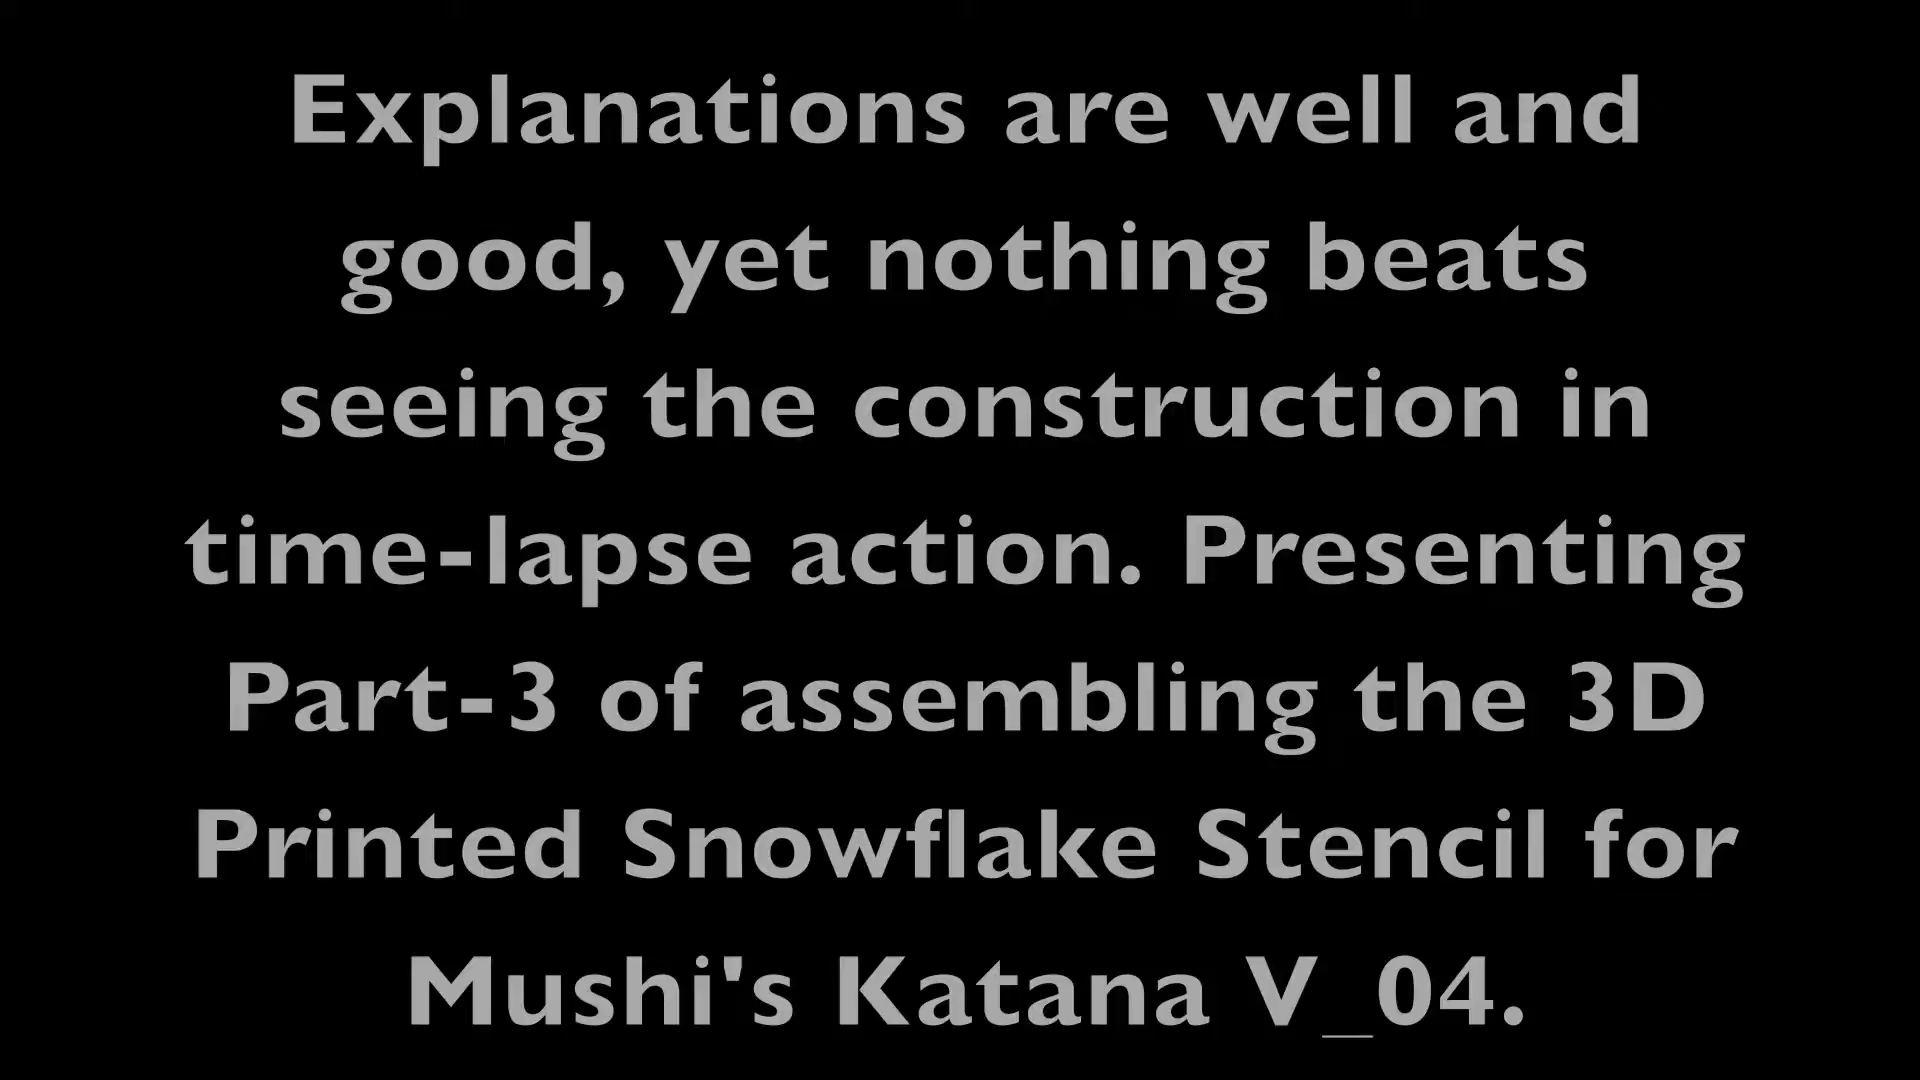 Explanations are well and
good, yet nothing beats
seeing the construction in
time-lapse action. Presenting
Part-3 of assembling the 3D
Printed Snowflake Stencil for
Mushi's Katana V_04.